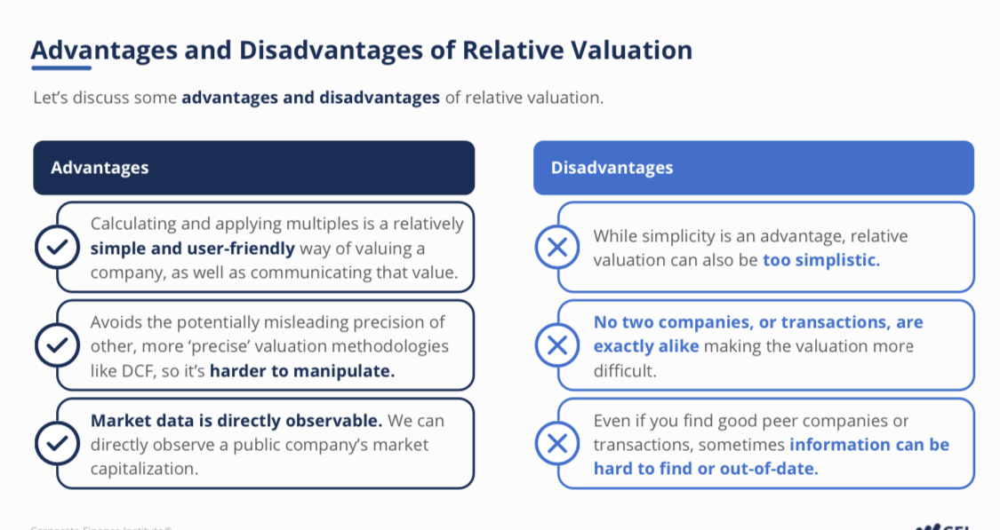 Advantages and Disadvantages of Relative Valuation
Let’s discuss some advantages and disadvantages of relative valuation.
Advantages
Calculating and applying multiples is a relatively
simple and user-friendly way of valuing a
company, as well as communicating that value.
Avoids the potentially misleading precision of
other, more ‘precise’ valuation methodologies
like DCF, so it’s harder to manipulate.
Market data is directly observable. We can
directly observe a public company’s market
capitalization.
Disadvantages
While simplicity is an advantage, relative
valuation can also be too simplistic.
No two companies, or transactions, are
exactly alike making the valuation more
difficult.
Even if you find good peer companies or
transactions, sometimes information can be
hard to find or out-of-date.
Corporate Finance Institute®